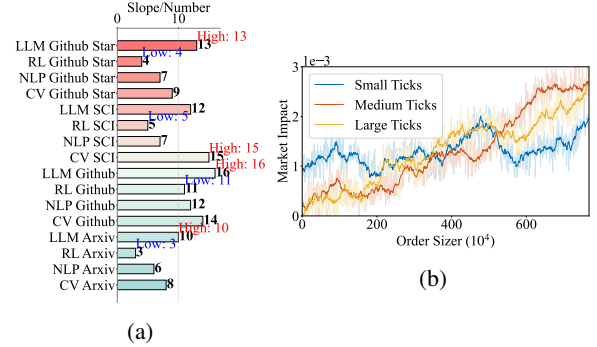 Slope/Number
0 10
High: 13
LLM Github Star 13
Low: 4
RL Github Star 4
NLP Github Star 7
CV Github Star 9
LLM SCI 12
Low: 5
RL SCI 5
NLP SCI 7
High: 15
CV SCI 15
High: 16
LLM Github 16
Low: 11
RL Github 11
NLP Github 12
CV Github 14
High: 10
LLM Arxiv 10
Low: 3
RL Arxiv 3
NLP Arxiv 6
CV Arxiv 8
(a)
1e−3
3
2
1
0
Market Impact
Small Ticks
Medium Ticks
Large Ticks
0 200 400 600
Order Sizer (10⁴)
(b)